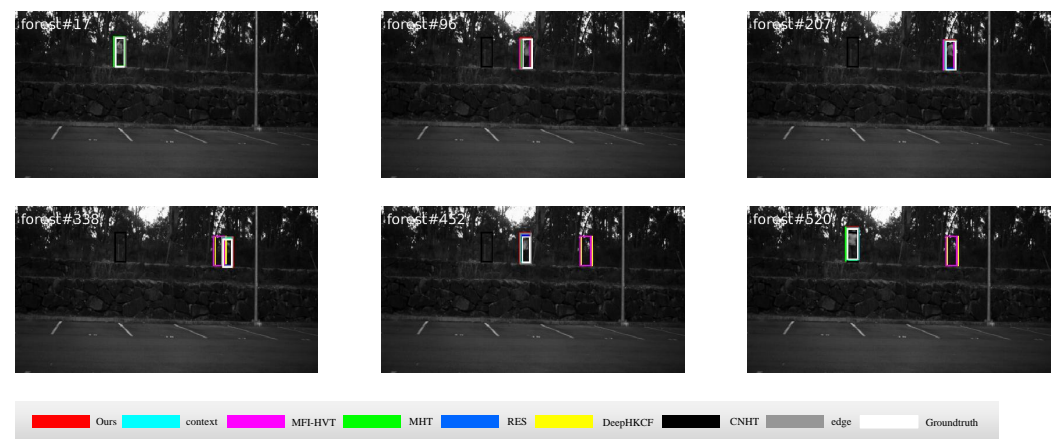 forest#17
forest#96
forest#207
forest#338
forest#452
forest#520
Ours context MFI-HVT MHT RES DeepHKCF CNHT edge Groundtruth